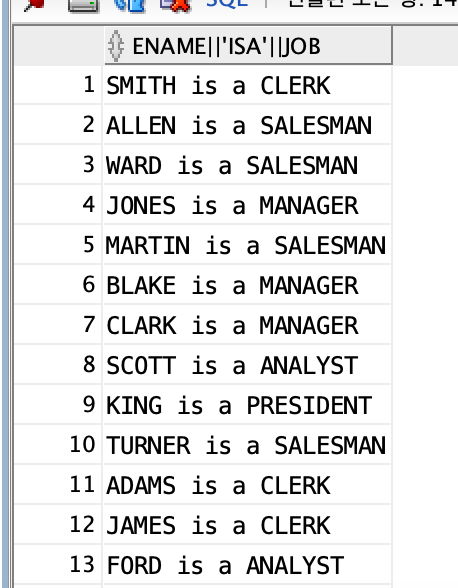 SQL
ENAME||'ISA'||JOB
1 SMITH is a CLERK
2 ALLEN is a SALESMAN
3 WARD is a SALESMAN
4 JONES is a MANAGER
5 MARTIN is a SALESMAN
6 BLAKE is a MANAGER
7 CLARK is a MANAGER
8 SCOTT is a ANALYST
9 KING is a PRESIDENT
10 TURNER is a SALESMAN
11 ADAMS is a CLERK
12 JAMES is a CLERK
13 FORD is a ANALYST